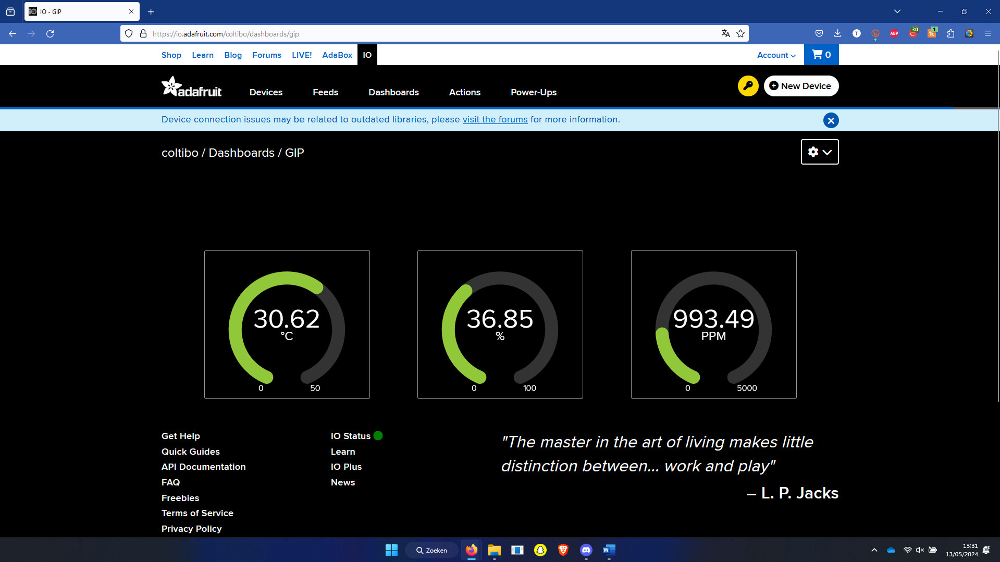 IO - GIP
https://io.adafruit.com/coltibo/dashboards/gip
ABP
30
1
T
Shop Learn Blog Forums LIVE! AdaBox IO Account 0
adafruit Devices Feeds Dashboards Actions Power-Ups New Device
Device connection issues may be related to outdated libraries, please visit the forums for more information.
coltibo / Dashboards / GIP
30.62
°C
0 50
36.85
%
0 100
993.49
PPM
0 5000
Get Help
Quick Guides
API Documentation
FAQ
Freebies
Terms of Service
Privacy Policy
IO Status
Learn
IO Plus
News
"The master in the art of living makes little
distinction between... work and play"
– L. P. Jacks
Zoeken
13:31
13/05/2024